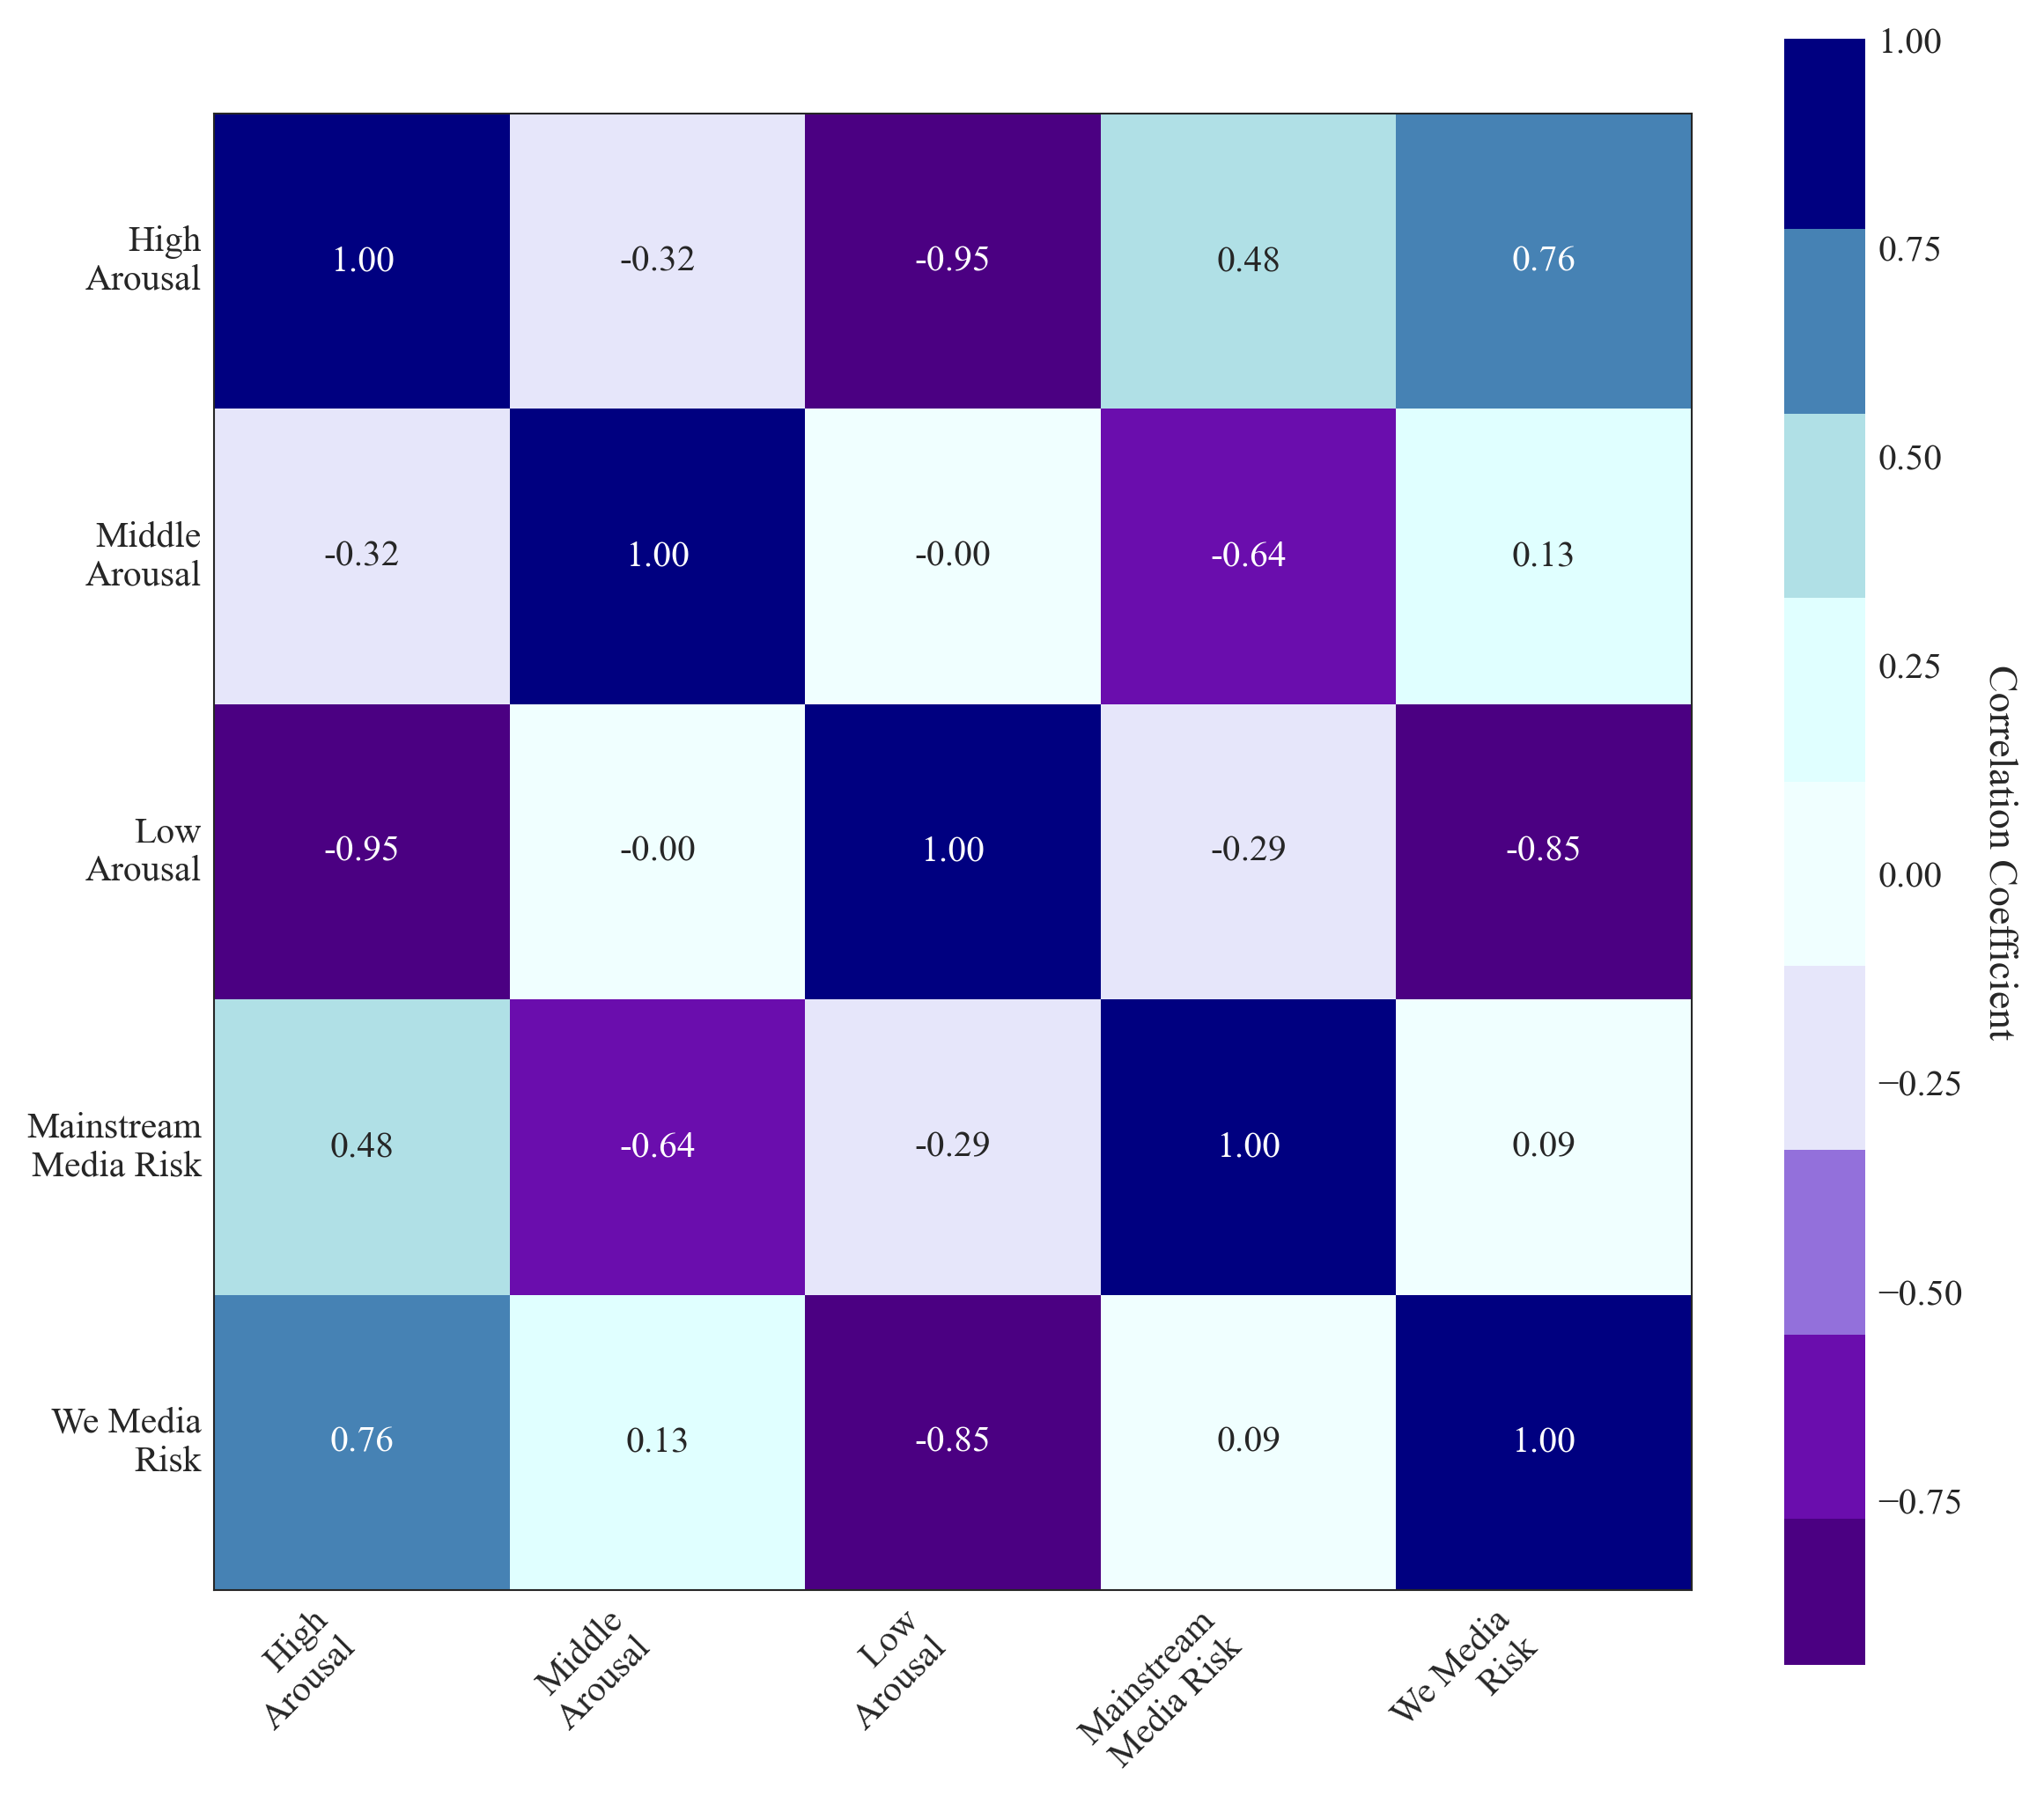 High
Arousal
1.00 -0.32 -0.95 0.48 0.76
Middle
Arousal
-0.32 1.00 -0.00 -0.64 0.13
Low
Arousal
-0.95 -0.00 1.00 -0.29 -0.85
Mainstream
Media Risk
0.48 -0.64 -0.29 1.00 0.09
We Media
Risk
0.76 0.13 -0.85 0.09 1.00
High
Arousal
Middle
Arousal
Low
Arousal
Mainstream
Media Risk
We Media
Risk
1.00
0.75
0.50
0.25
0.00
−0.25
−0.50
−0.75
Correlation Coefficient